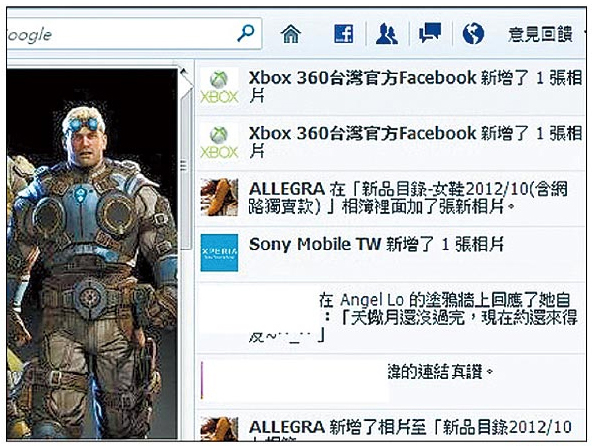 oogle
意見回饋
Xbox 360台灣官方Facebook 新增了 1 張相
片
XBOX
Xbox 360台灣官方Facebook 新增了 1 張相
片
XBOX
ALLEGRA 在「新品目錄-女鞋2012/10(含網
路獨賣款) 」相簿裡面加了張新相片。
Sony Mobile TW 新增了 1 張相片
XPERIA
在 Angel Lo 的塗鴉牆上回應了她自
：「天蠍月還沒過完，現在約還來得
及~··_·· 」
的連結真讚。
ALLEGRA 新增了相片至「新品目錄2012/10